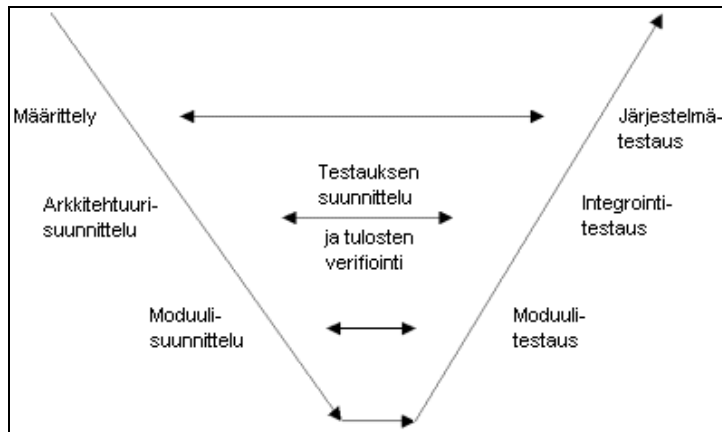 Määrittely
Järjestelmä-
testaus
Testauksen
suunnittelu
Arkkitehtuuri-
suunnittelu
Integrointi-
testaus
ja tulosten
verifiointi
Moduuli-
suunnittelu
Moduuli-
testaus